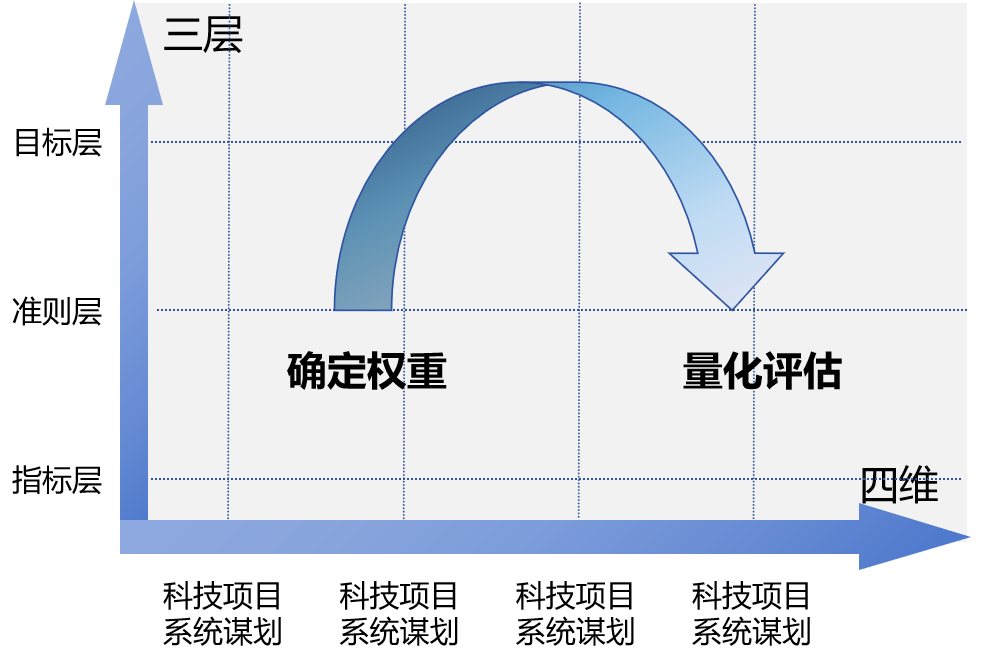 三层
目标层
准则层
确定权重
量化评估
指标层
四维
科技项目 科技项目 科技项目 科技项目
系统谋划 系统谋划 系统谋划 系统谋划